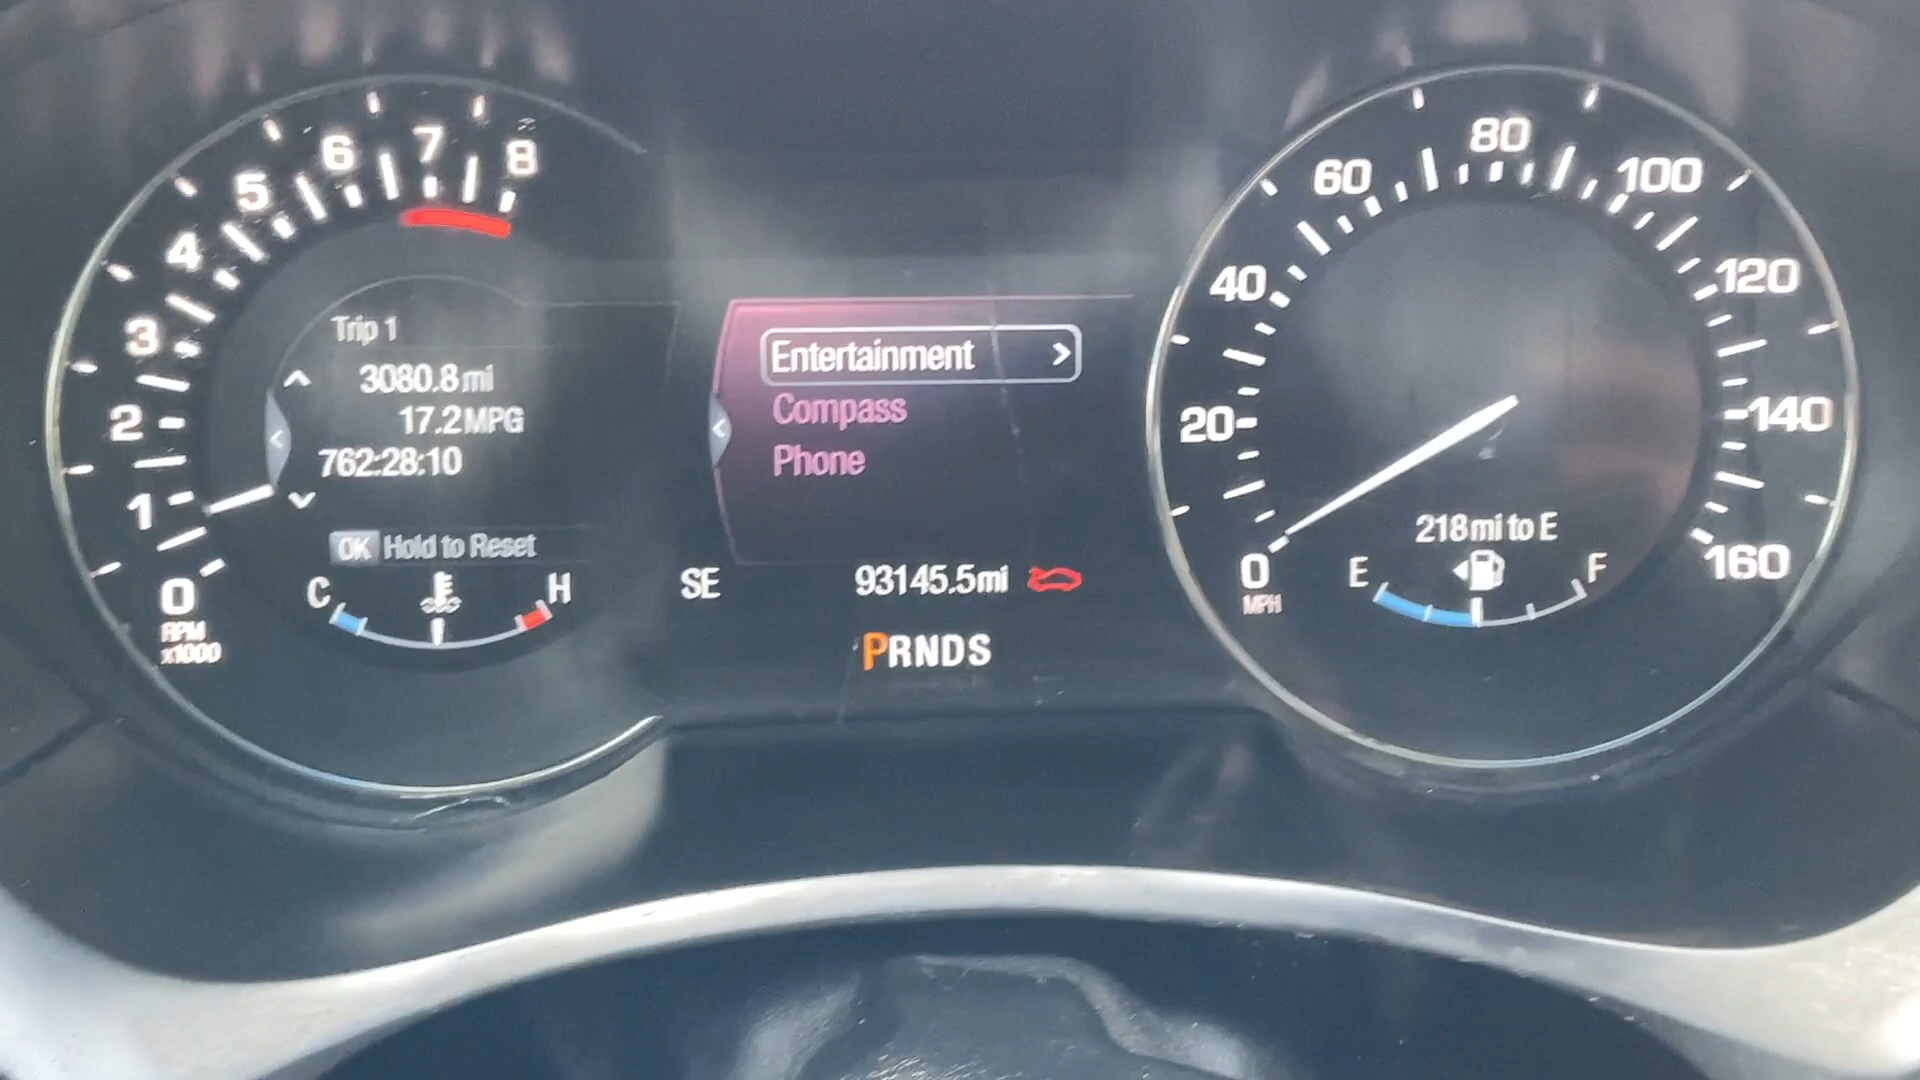 0
1
2
3
4
5
6
7
8
RPM
x1000
Trip 1
3080.8 mi
17.2 MPG
762:28:10
OK Hold to Reset
C H
Entertainment >
Compass
Phone
SE 93145.5 mi
PRNDS
0
20
40
60
80
100
120
140
160
MPH
218 mi to E
E F